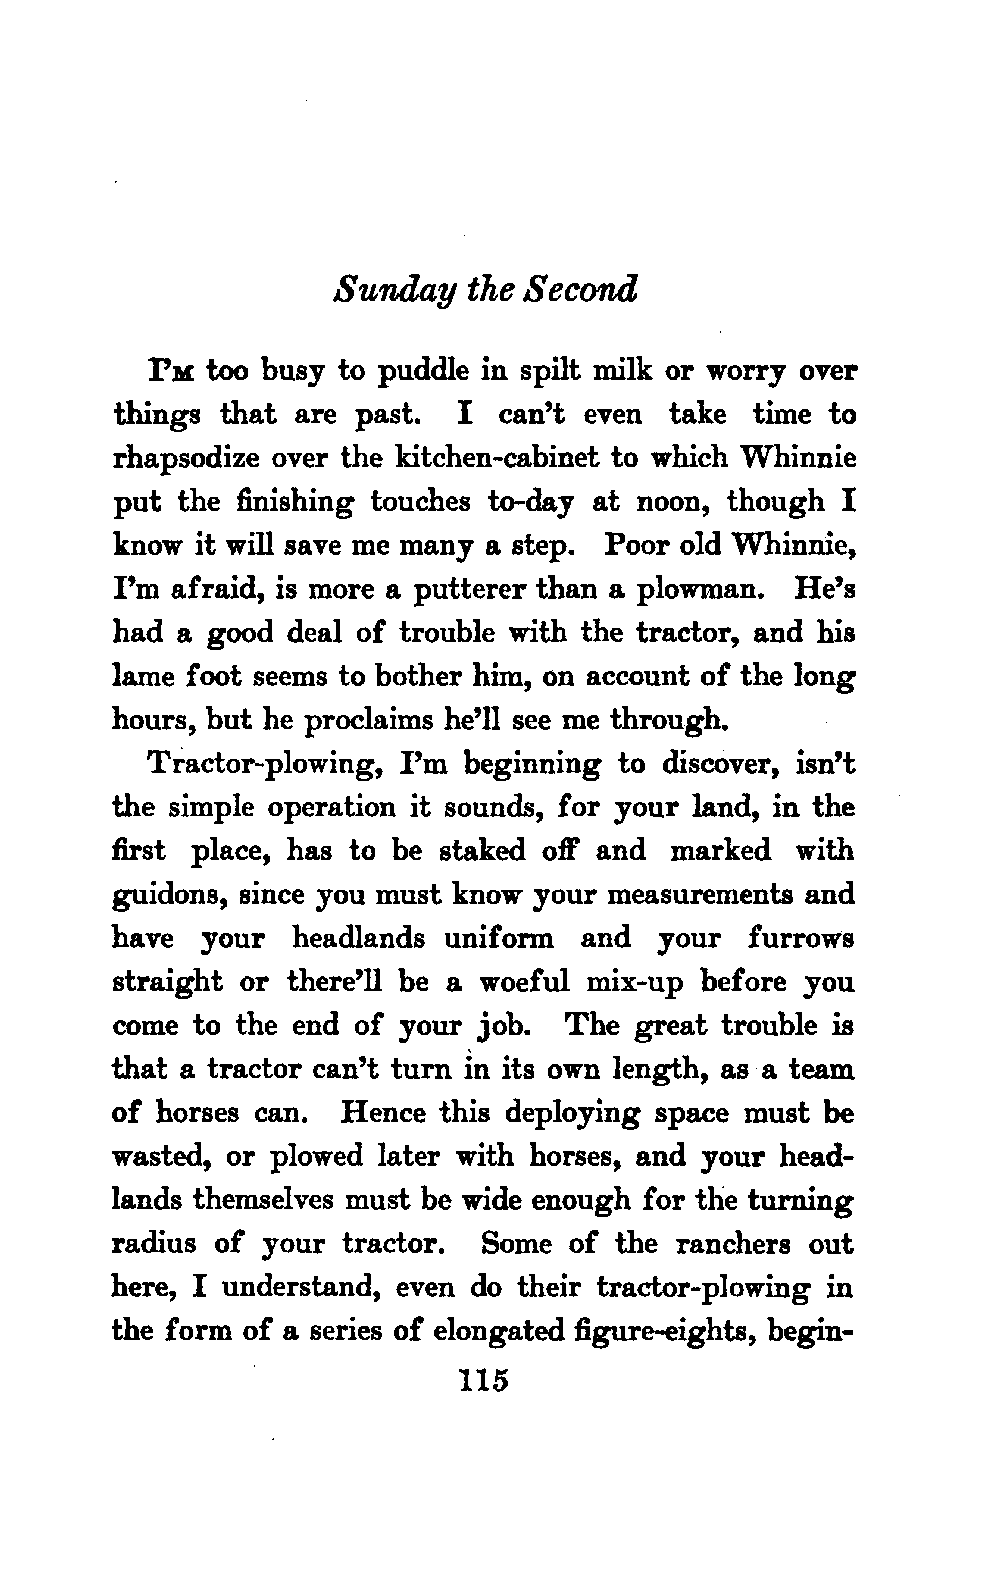 Sunday the Second
I'M too busy to puddle in spilt milk or worry over
things that are past. I can't even take time to
rhapsodize over the kitchen-cabinet to which Whinnie
put the finishing touches to-day at noon, though I
know it will save me many a step. Poor old Whinnie,
I'm afraid, is more a putterer than a plowman. He's
had a good deal of trouble with the tractor, and his
lame foot seems to bother him, on account of the long
hours, but he proclaims he'll see me through.
Tractor-plowing, I'm beginning to discover, isn't
the simple operation it sounds, for your land, in the
first place, has to be staked off and marked with
guidons, since you must know your measurements and
have your headlands uniform and your furrows
straight or there'll be a woeful mix-up before you
come to the end of your job. The great trouble is
that a tractor can't turn in its own length, as a team
of horses can. Hence this deploying space must be
wasted, or plowed later with horses, and your head-
lands themselves must be wide enough for the turning
radius of your tractor. Some of the ranchers out
here, I understand, even do their tractor-plowing in
the form of a series of elongated figure-eights, begin-
115